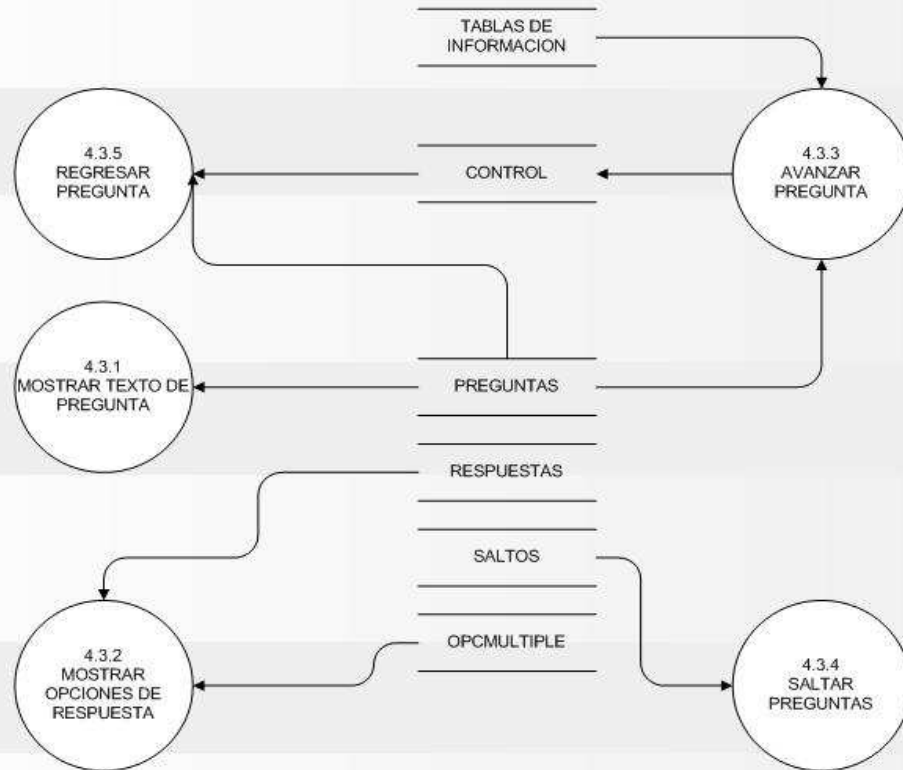 TABLAS DE
INFORMACION
4.3.5
REGRESAR
PREGUNTA
CONTROL
4.3.3
AVANZAR
PREGUNTA
4.3.1
MOSTRAR TEXTO DE
PREGUNTA
PREGUNTAS
RESPUESTAS
SALTOS
OPCMULTIPLE
4.3.2
MOSTRAR
OPCIONES DE
RESPUESTA
4.3.4
SALTAR
PREGUNTAS